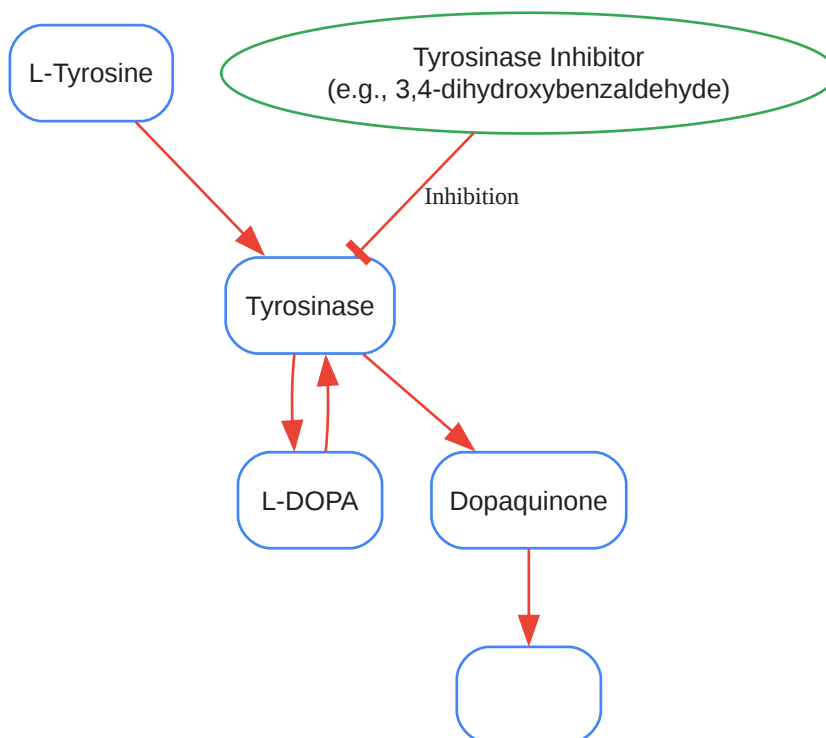 L-Tyrosine
Tyrosinase Inhibitor
(e.g., 3,4-dihydroxybenzaldehyde)
Inhibition
Tyrosinase
L-DOPA
Dopaquinone